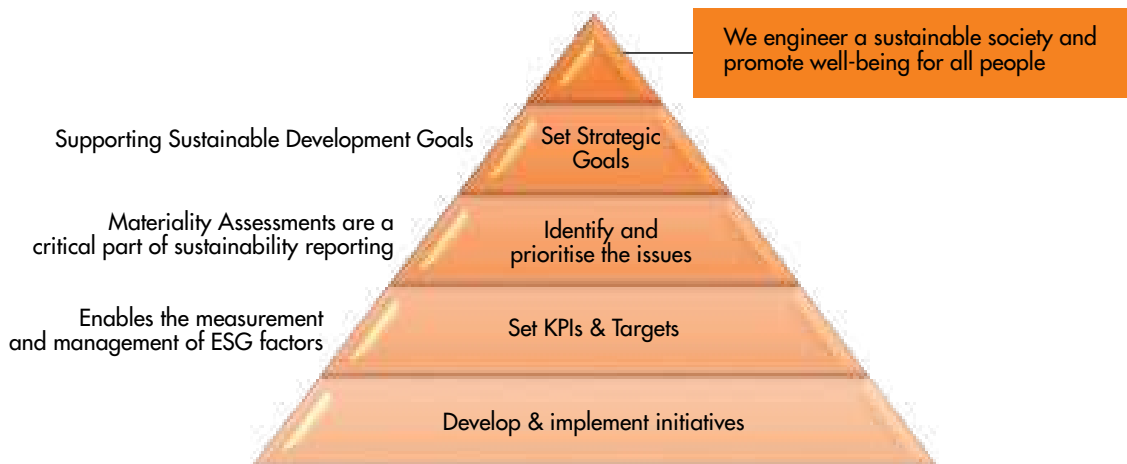 We engineer a sustainable society and
promote well-being for all people
Supporting Sustainable Development Goals
Set Strategic
Goals
Materiality Assessments are a
critical part of sustainability reporting
Identify and
prioritise the issues
Enables the measurement
and management of ESG factors
Set KPIs & Targets
Develop & implement initiatives